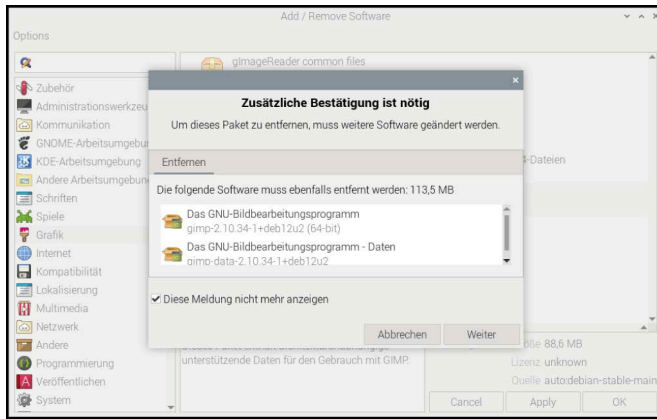 Add / Remove Software
Options
gImageReader common files
Zubehör
Administrationswerkzeu
Kommunikation
GNOME-Arbeitsumgebu
KDE-Arbeitsumgebung
Andere Arbeitsumgebun
Schriften
Spiele
Grafik
Internet
Kompatibilität
Lokalisierung
Multimedia
Netzwerk
Andere
Programmierung
Veröffentlichen
System
Zusätzliche Bestätigung ist nötig
Um dieses Paket zu entfernen, muss weitere Software geändert werden.
Entfernen
Die folgende Software muss ebenfalls entfernt werden: 113,5 MB
Das GNU-Bildbearbeitungsprogramm
gimp-2.10.34-1+deb12u2 (64-bit)
Das GNU-Bildbearbeitungsprogramm - Daten
gimp-data-2.10.34-1+deb12u2
Diese Meldung nicht mehr anzeigen
Abbrechen Weiter
-Dateien
unterstützende Daten für den Gebrauch mit GIMP.
88,6 MB
Lizenz unknown
Quelle auto:debian-stable-main
Cancel Apply OK